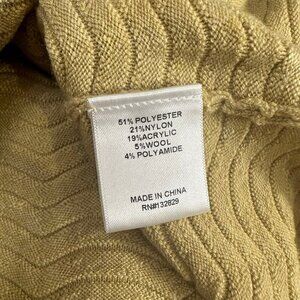 51% POLYESTER
21%NYLON
19%ACRYLIC
5%WOOL
4% POLYAMIDE
MADE IN CHINA
RN#132829